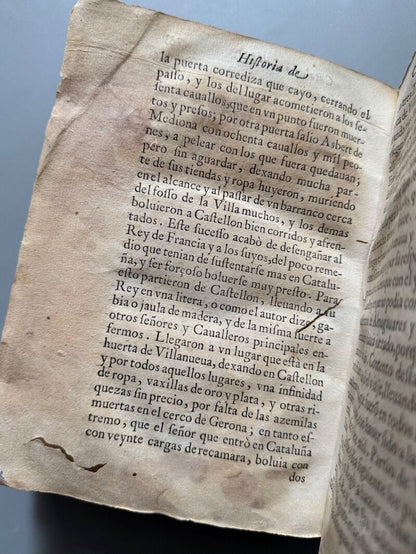 Historia de
la puerta corrediza que cayo, cerrando el
passo, y los del lugar acometieron a los se-
senta cauallos, que en vn punto fueron muer-
tos y presos; por otra puerta salio Asbert de
Mediona con ochenta cauallos y mil peo-
nes, a pelear con los que fuera quedauan;
pero sin aguardar, dexando mucha par-
te de sus tiendas y ropa huyeron, muriendo
en el alcance y al passar de vn barranco cerca
del fosso de la Villa muchos, y los demas
boluieron a Castellon bien corridos y afren-
tados. Este sucesso acabò de desengañar al
Rey de Francia y a los suyos, del poco reme-
dio que tenian de sustentarse mas en Catalu-
ña, y ser forçoso boluerse muy presto. Para
esto partieron de Castellon, lleuando a su
Rey en vna litera, o como el autor dize, ga-
bia o jaula de madera, y de la misma suerte a
otros señores y Caualleros principales en-
fermos. Llegaron a vn lugar que està en la
huerta de Villanueua, dexando en Castellon
y por todos aquellos lugares, vna infinidad
de ropa, vaxillas de oro y plata, y otras ri-
quezas sin precio, por falta de las azemilas
muertas en el cerco de Gerona; en tanto es-
tremo, que el señor que entrò en Cataluña
con veynte cargas de recamara, boluia con
dos